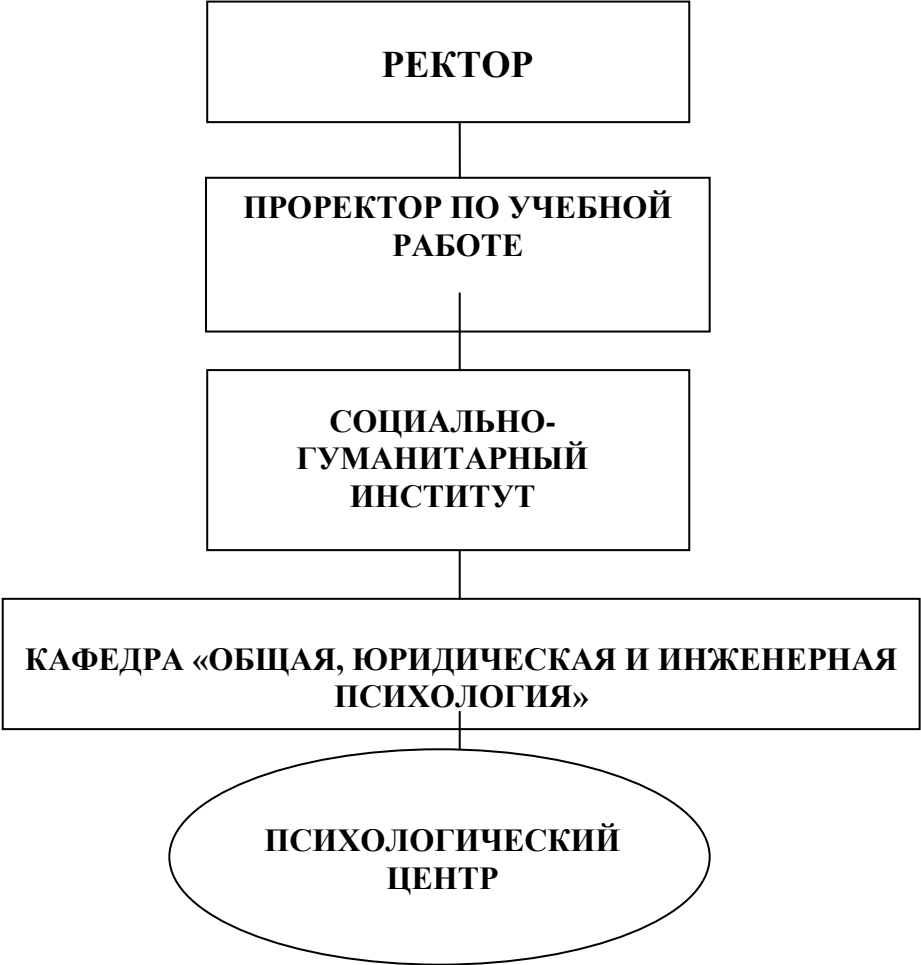 РЕКТОР
ПРОРЕКТОР ПО УЧЕБНОЙ
РАБОТЕ
СОЦИАЛЬНО-
ГУМАНИТАРНЫЙ
ИНСТИТУТ
КАФЕДРА «ОБЩАЯ, ЮРИДИЧЕСКАЯ И ИНЖЕНЕРНАЯ
ПСИХОЛОГИЯ»
ПСИХОЛОГИЧЕСКИЙ
ЦЕНТР